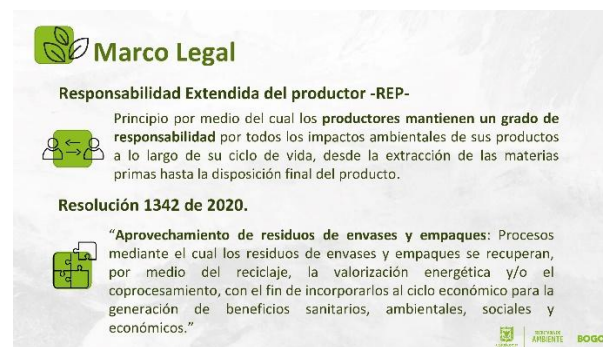 Marco Legal
Responsabilidad Extendida del productor -REP-
Principio por medio del cual los productores mantienen un grado de
responsabilidad por todos los impactos ambientales de sus productos
a lo largo de su ciclo de vida, desde la extracción de las materias
primas hasta la disposición final del producto.
Resolución 1342 de 2020.
“Aprovechamiento de residuos de envases y empaques: Procesos
mediante el cual los residuos de envases y empaques se recuperan,
por medio del reciclaje, la valorización energética y/o el
coprocesamiento, con el fin de incorporarlos al ciclo económico para la
generación de beneficios sanitarios, ambientales, sociales y
económicos.”
SECRETARÍA DE
AMBIENTE
BOGO